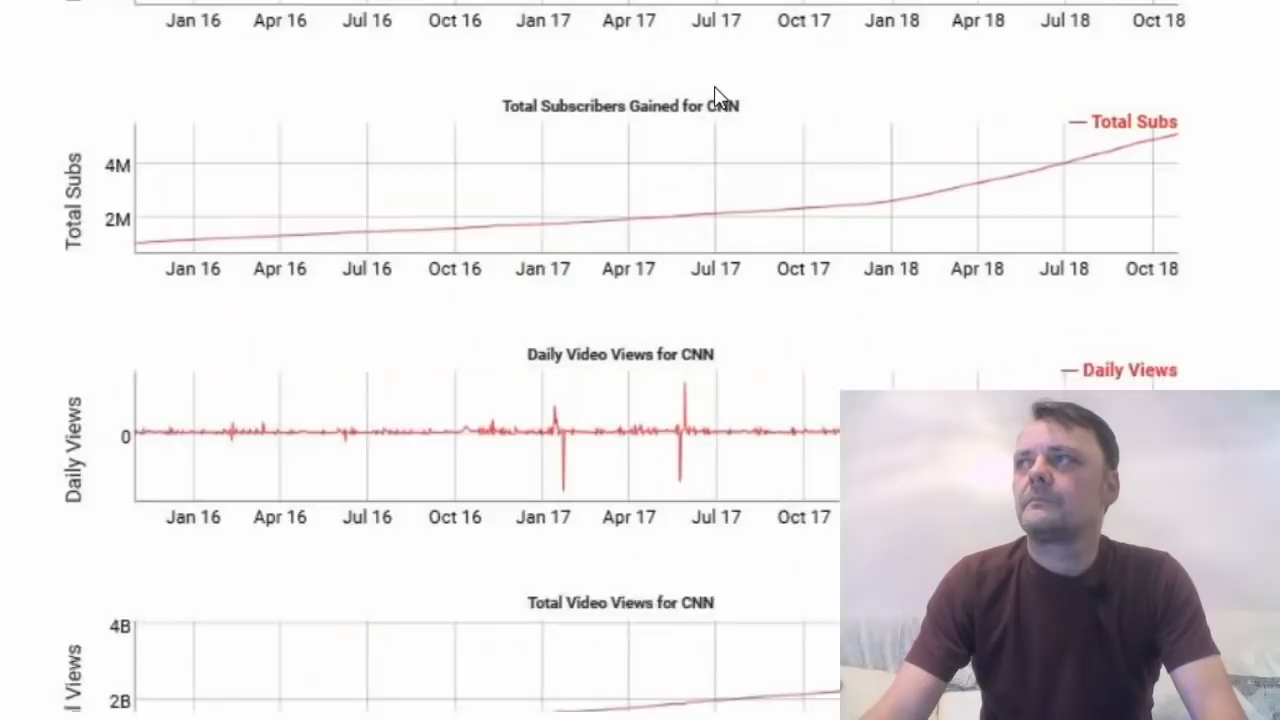 Jan 16 Apr 16 Jul 16 Oct 16 Jan 17 Apr 17 Jul 17 Oct 17 Jan 18 Apr 18 Jul 18 Oct 18
Total Subscribers Gained for CNN
Total Subs
Total Subs
4M
2M
Jan 16 Apr 16 Jul 16 Oct 16 Jan 17 Apr 17 Jul 17 Oct 17 Jan 18 Apr 18 Jul 18 Oct 18
Daily Video Views for CNN
Daily Views
Daily Views
0
Jan 16 Apr 16 Jul 16 Oct 16 Jan 17 Apr 17 Jul 17 Oct 17
Total Video Views for CNN
4B
Views
2B